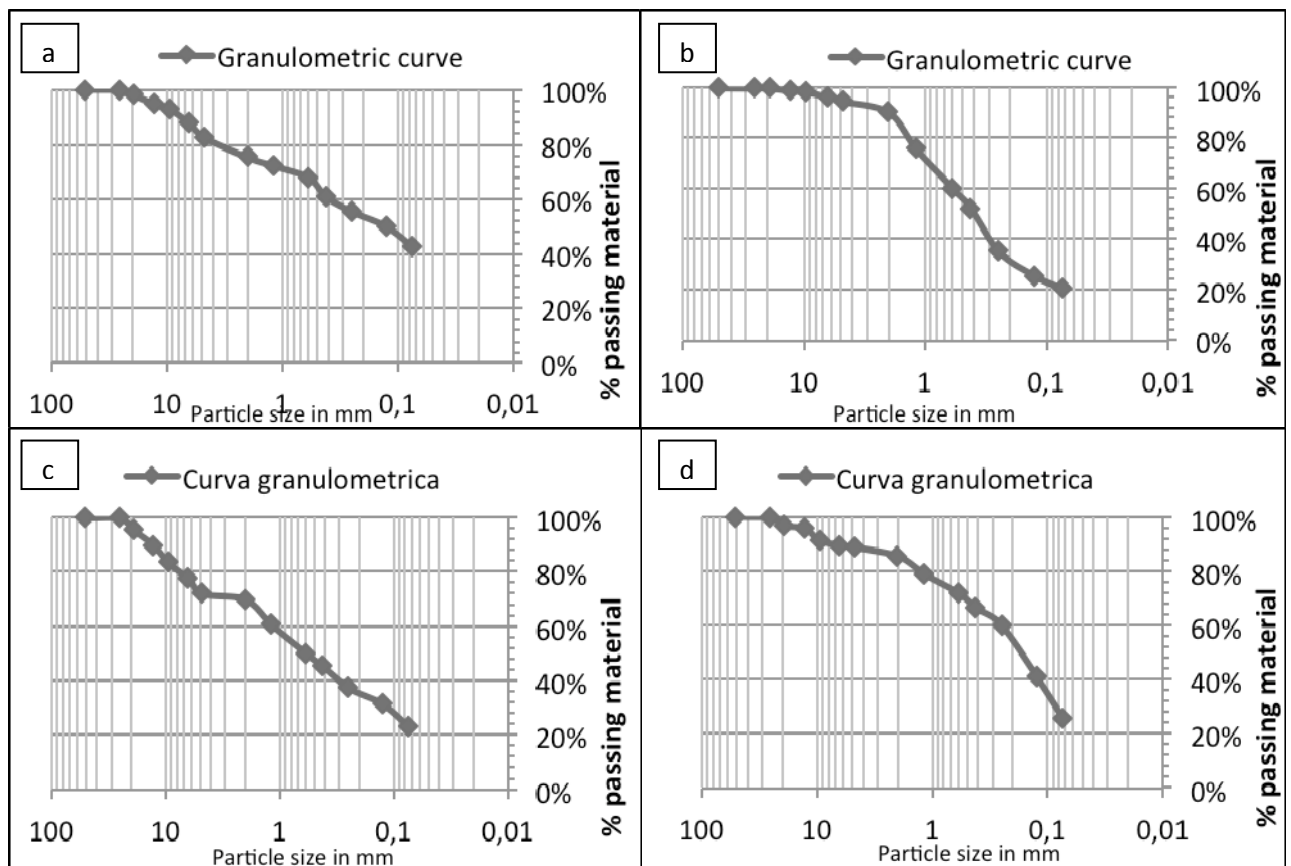 a
Granulometric curve
100%
80%
60%
40%
20%
0%
% passing material
100 10 1 0,1 0,01
Particle size in mm
b
Granulometric curve
100%
80%
60%
40%
20%
0%
% passing material
100 10 1 0,1 0,01
Particle size in mm
c
Curva granulometrica
100%
80%
60%
40%
20%
0%
% passing material
100 10 1 0,1 0,01
Particle size in mm
d
Curva granulometrica
100%
80%
60%
40%
20%
0%
% passing material
100 10 1 0,1 0,01
Particle size in mm